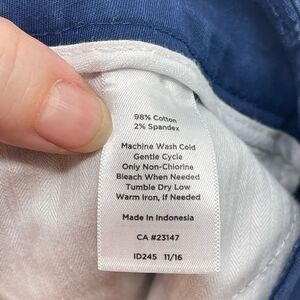 98% Cotton
2% Spandex
Machine Wash Cold
Gentle Cycle
Only Non-Chlorine
Bleach When Needed
Tumble Dry Low
Warm Iron, if Needed
Made in Indonesia
CA #23147
ID245 11/16